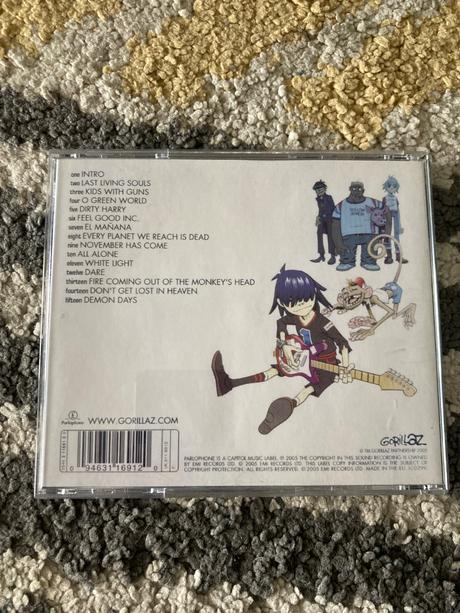 one INTRO
two LAST LIVING SOULS
three KIDS WITH GUNS
four O GREEN WORLD
five DIRTY HARRY
six FEEL GOOD INC.
seven EL MAÑANA
eight EVERY PLANET WE REACH IS DEAD
nine NOVEMBER HAS COME
ten ALL ALONE
eleven WHITE LIGHT
twelve DARE
thirteen FIRE COMING OUT OF THE MONKEY'S HEAD
fourteen DON'T GET LOST IN HEAVEN
fifteen DEMON DAYS
Parlophone
WWW.GORILLAZ.COM
0 94631 16912 0
GORILLAZ
PARLOPHONE IS A CAPITOL MUSIC LABEL. ℗ 2005 THE COPYRIGHT IN THIS SOUND RECORDING IS OWNED
BY EMI RECORDS LTD. © 2005 EMI RECORDS LTD. THIS LABEL COPY INFORMATION IS THE SUBJECT OF
COPYRIGHT PROTECTION. ALL RIGHTS RESERVED. © 2005 EMI RECORDS LTD. MADE IN THE EU.